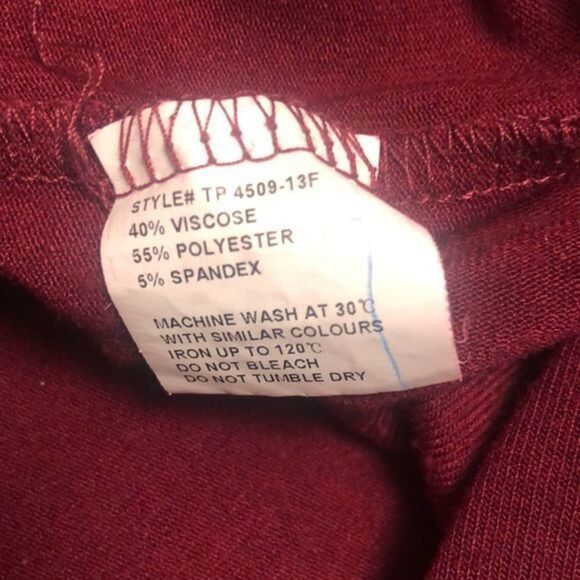 STYLE# TP 4509-13F
40% VISCOSE
55% POLYESTER
5% SPANDEX
MACHINE WASH AT 30℃
WITH SIMILAR COLOURS
IRON UP TO 120℃
DO NOT BLEACH
DO NOT TUMBLE DRY